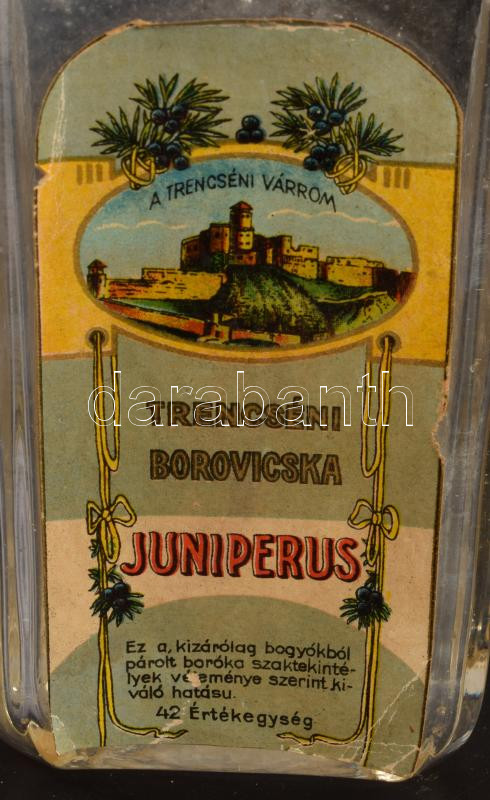 A TRENCSÉNI VÁRROM
darabanth
TRENCSÉNI
BOROVICSKA
JUNIPERUS
Ez a, kizárólag bogyókból
párolt boróka szaktekinté-
lyek véleménye szerint ki-
váló hatásu.
42 Értékegység